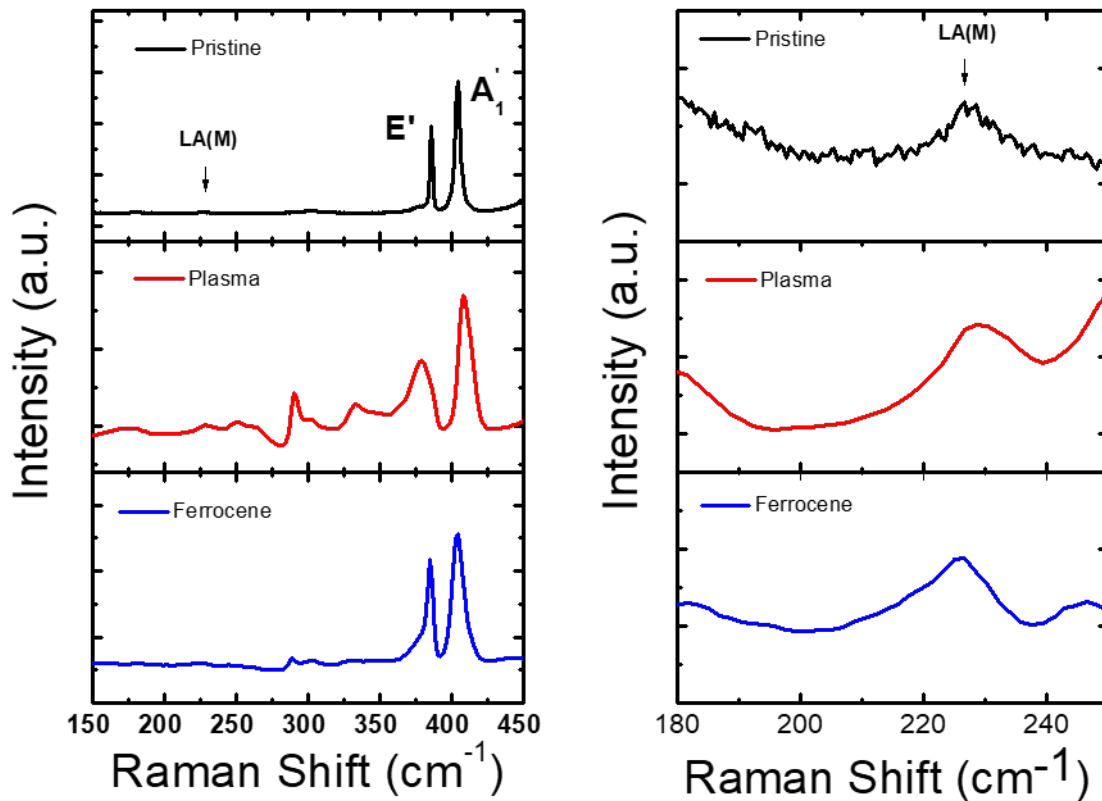 Pristine
LA(M)
E'
A'1
Plasma
Ferrocene
150 200 250 300 350 400 450
Raman Shift (cm-1)
Intensity (a.u.)
Pristine
LA(M)
Plasma
Ferrocene
180 200 220 240
Raman Shift (cm-1)
Intensity (a.u.)